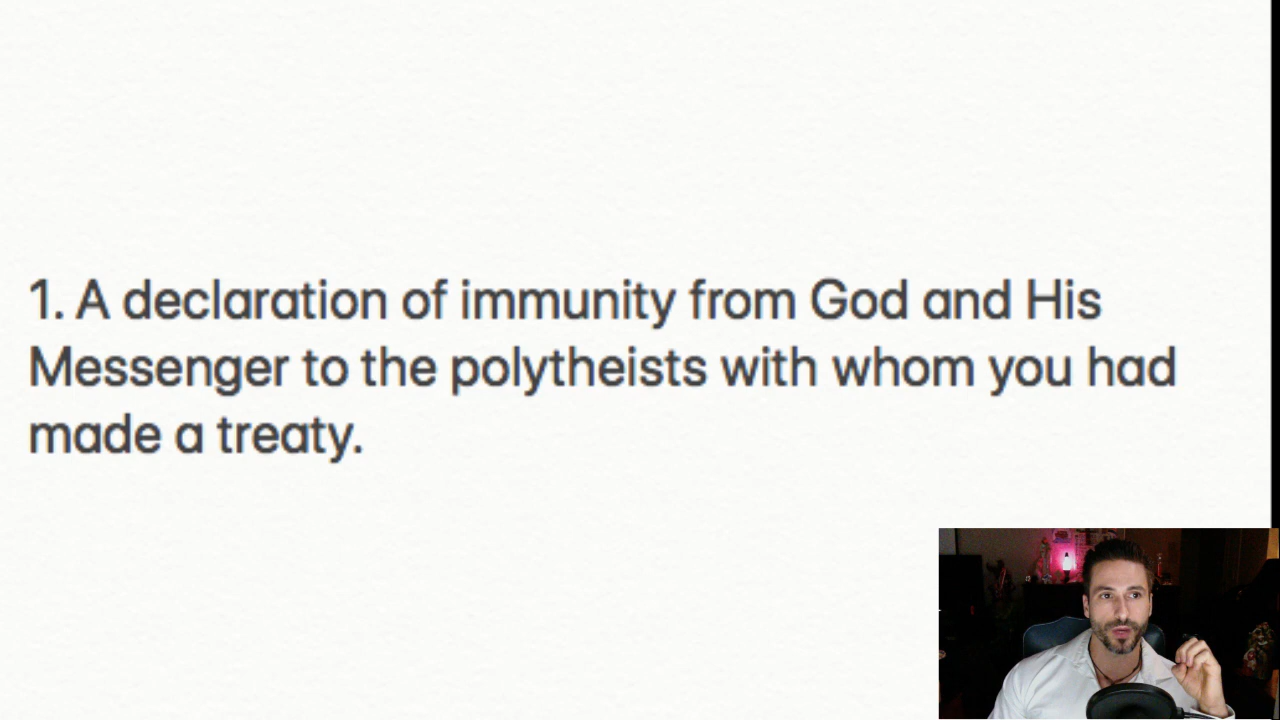 1. A declaration of immunity from God and His
Messenger to the polytheists with whom you had
made a treaty.